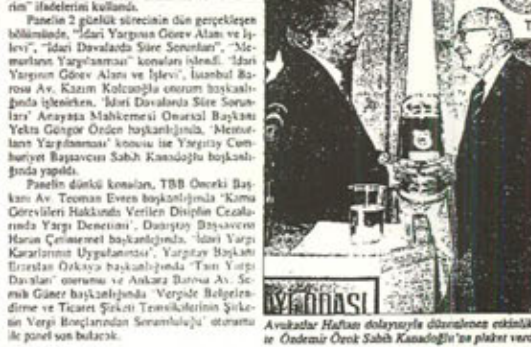 rim" ifadelerini kullandı.
Panelin 2 günlük sürecinin dün gerçekleşen
bölümünde, "İdari Yargının Görev Alanı ve İş-
levi", "İdari Davalarda Süre Sorunları", "Me-
murların Yargılanması" konuları işlendi. 'İdari
Yargının Görev Alanı ve İşlevi', İstanbul Ba-
rosu Av. Kazım Kolcuoğlu oturum başkanlı-
ğında işlenirken, 'İdari Davalarda Süre Sorun-
ları' Anayasa Mahkemesi Onursal Başkanı
Yekta Güngör Özden başkanlığında, 'Memur-
ların Yargılanması' konusu ise Yargıtay Cum-
huriyet Başsavcısı Sabih Kanadoğlu başkanlı-
ğında yapıldı.
Panelin dünkü konuları, TBB Önceki Baş-
kanı Av. Teoman Evren başkanlığında 'Kamu
Görevlileri Hakkında Verilen Disiplin Cezala-
rında Yargı Denetimi', Danıştay Başsavcısı
Harun Çetinemel başkanlığında, 'İdari Yargı
Kararlarının Uygulanması', Yargıtay Başkanı
Eraslan Özkaya başkanlığında 'Tam Yargı
Davaları' oturumu ve Ankara Barosu Av. Se-
mih Güner başkanlığında 'Vergide Belgelen-
dirme ve Ticaret Şirketi Temsilcilerinin Şirke-
tin Vergi Borçlarından Sorumluluğu' oturumu
ile panel son bulacak.
ODASI
Avukatlar Haftası dolayısıyla düzenlenen etkinlik
te Özdemir Özok Sabih Kanadoğlu'na plaket ver